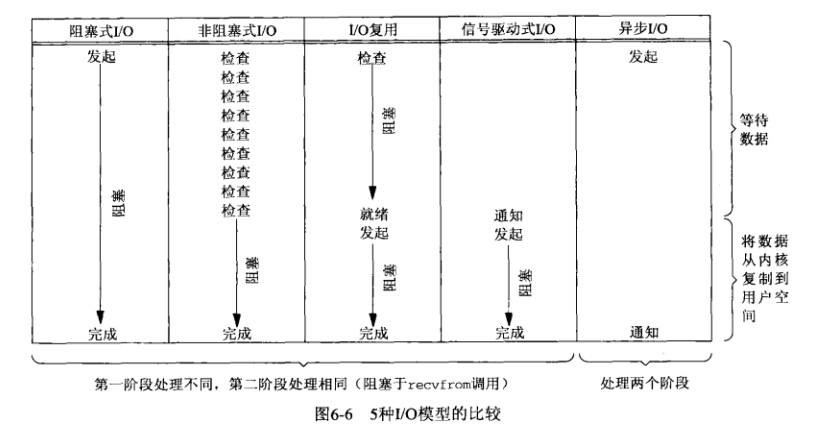 阻塞式I/O 非阻塞式I/O I/O复用 信号驱动式I/O 异步I/O
发起 检查 检查 发起
检查
检查
检查
检查
检查
检查
检查
检查 就绪 通知
发起 发起
阻塞
阻塞
阻塞
阻塞
阻塞
完成 完成 完成 完成 通知
等待
数据
将数据
从内核
复制到
用户空
间
第一阶段处理不同，第二阶段处理相同（阻塞于recvfrom调用） 处理两个阶段
图6-6 5种I/O模型的比较